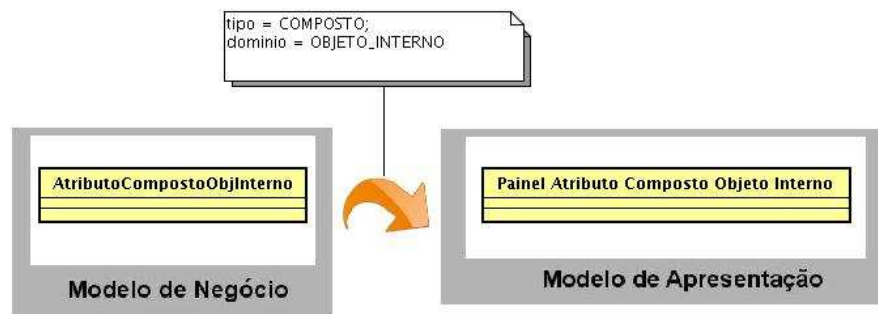 tipo = COMPOSTO;
dominio = OBJETO_INTERNO
AtributoCompostoObjInterno
Painel Atributo Composto Objeto Interno
Modelo de Negócio
Modelo de Apresentação